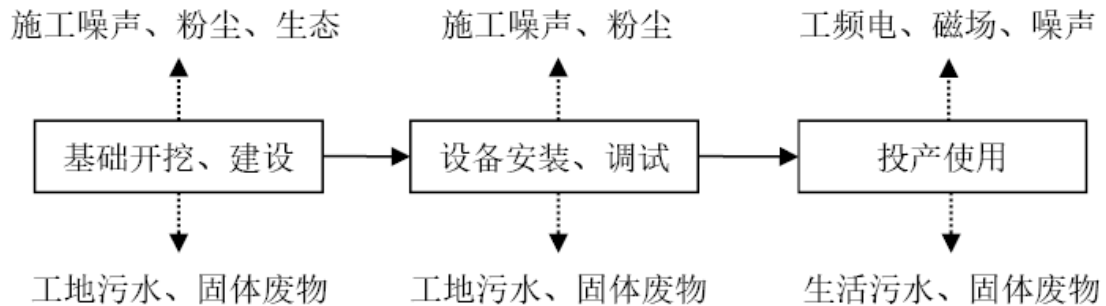 施工噪声、粉尘、生态
施工噪声、粉尘
工频电、磁场、噪声
基础开挖、建设
设备安装、调试
投产使用
工地污水、固体废物
工地污水、固体废物
生活污水、固体废物